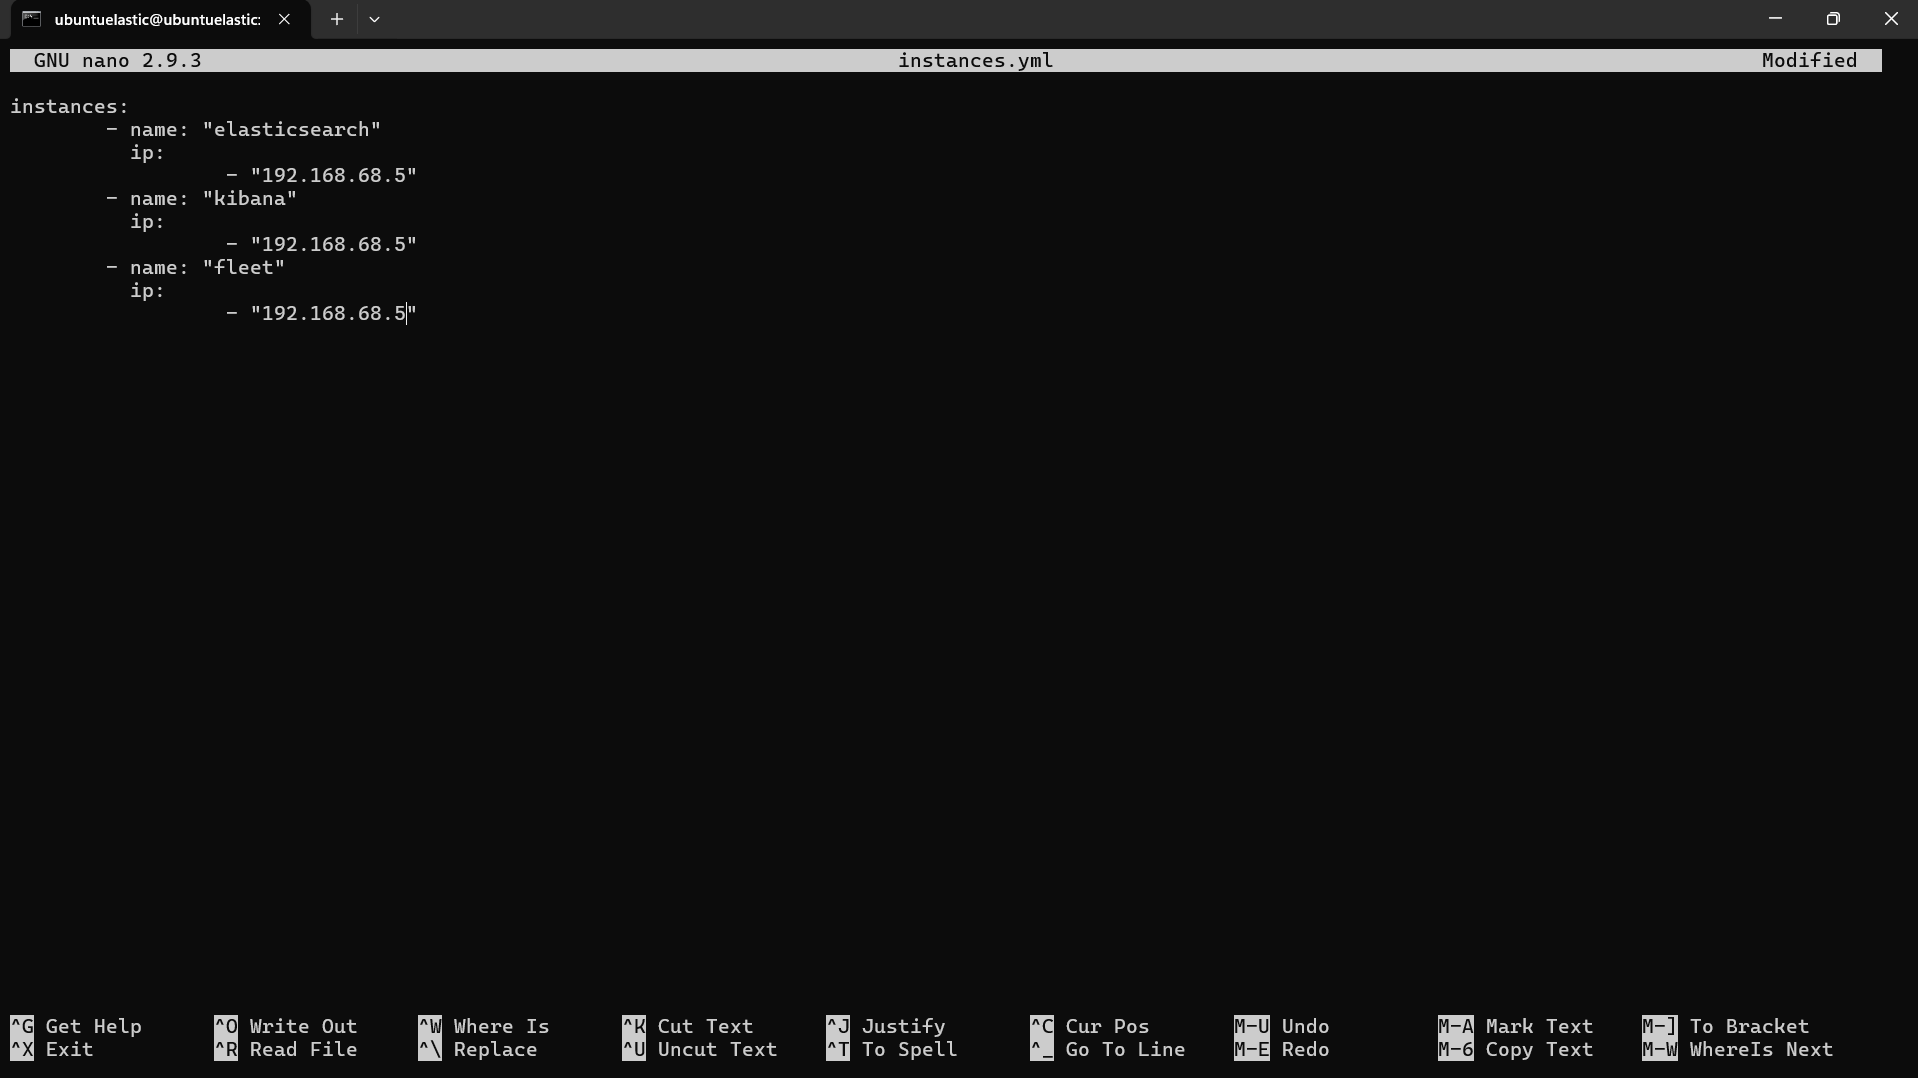 ubuntuelastic@ubuntuelastic:
GNU nano 2.9.3 instances.yml Modified
instances:
- name: "elasticsearch"
ip:
- "192.168.68.5"
- name: "kibana"
ip:
- "192.168.68.5"
- name: "fleet"
ip:
- "192.168.68.5"
^G Get Help ^O Write Out ^W Where Is ^K Cut Text ^J Justify ^C Cur Pos M-U Undo M-A Mark Text M-] To Bracket
^X Exit ^R Read File ^\ Replace ^U Uncut Text ^T To Spell ^_ Go To Line M-E Redo M-6 Copy Text M-W WhereIs Next